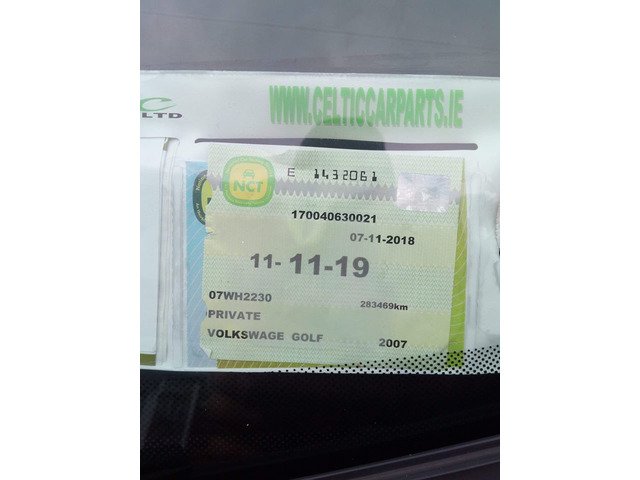 C
LTD
WWW.CELTICCARPARTS.IE
NCT
E 1432061
170040630021
07-11-2018
11-11-19
07WH2230 283469km
PRIVATE
VOLKSWAGE GOLF 2007